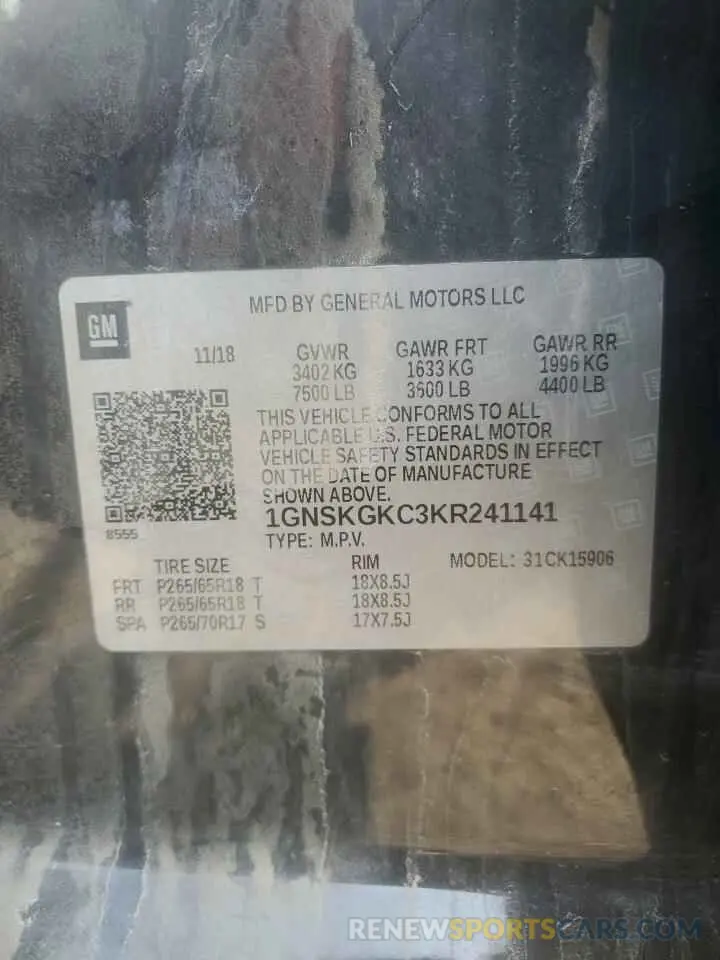 MFD BY GENERAL MOTORS LLC
GM
11/18 GVWR GAWR FRT GAWR RR
3402 KG 1633 KG 1996 KG
7500 LB 3600 LB 4400 LB
THIS VEHICLE CONFORMS TO ALL
APPLICABLE U.S. FEDERAL MOTOR
VEHICLE SAFETY STANDARDS IN EFFECT
ON THE DATE OF MANUFACTURE
SHOWN ABOVE.
8555
1GNSKGKC3KR241141
TYPE: M.P.V.
TIRE SIZE RIM MODEL: 31CK15906
FRT P265/65R18 T 18X8.5J
RR P265/65R18 T 18X8.5J
SPA P265/70R17 S 17X7.5J
RENEWSPORTSCARS.COM